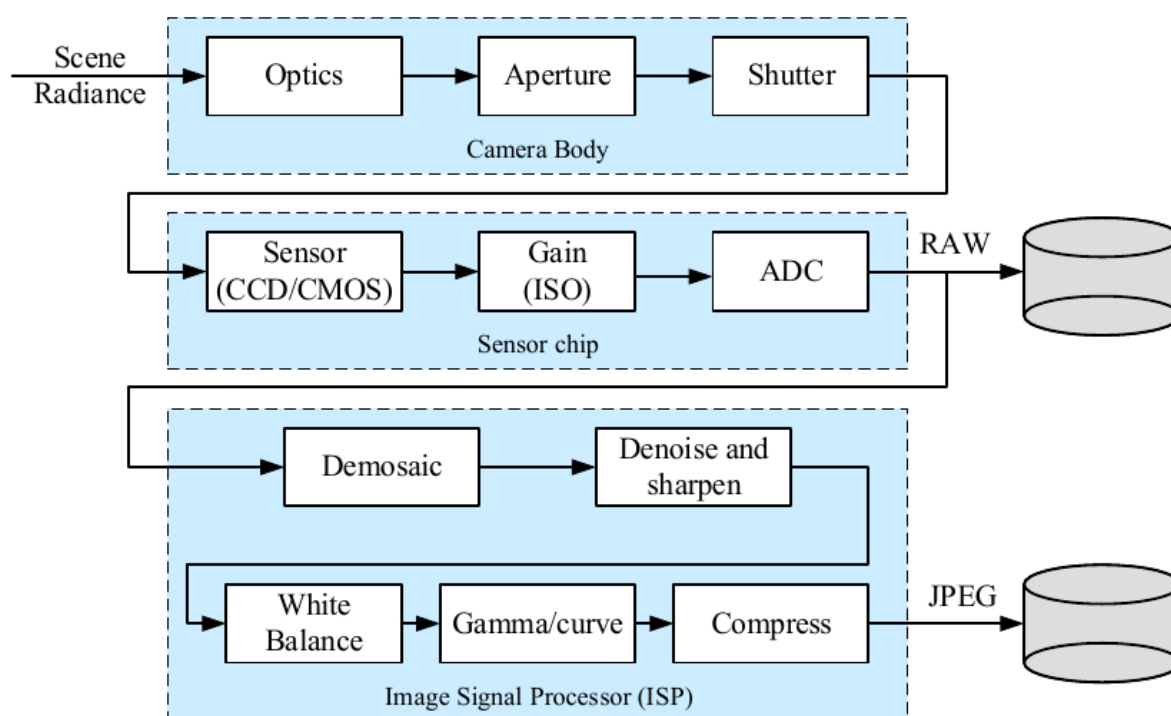 Scene
Radiance
Optics
Aperture
Shutter
Camera Body
Sensor
(CCD/CMOS)
Gain
(ISO)
ADC
RAW
Sensor chip
Demosaic
Denoise and
sharpen
White
Balance
Gamma/curve
Compress
JPEG
Image Signal Processor (ISP)